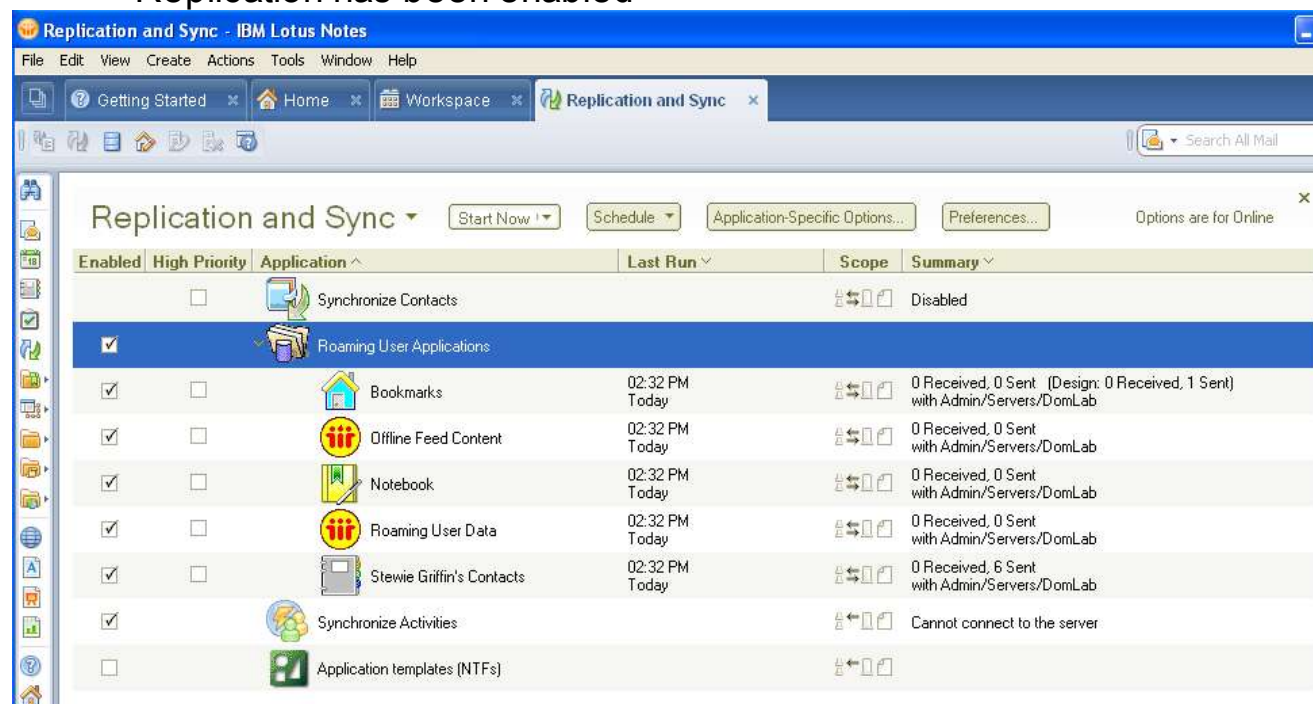 Replication has been enabled
Replication and Sync - IBM Lotus Notes
File Edit View Create Actions Tools Window Help
Getting Started Home Workspace Replication and Sync
Search All Mail
Replication and Sync Start Now Schedule Application-Specific Options... Preferences... Options are for Online
Enabled High Priority Application Last Run Scope Summary
Synchronize Contacts Disabled
Roaming User Applications
Bookmarks 02:32 PM 0 Received, 0 Sent (Design: 0 Received, 1 Sent)
Today with Admin/Servers/DomLab
Offline Feed Content 02:32 PM 0 Received, 0 Sent
Today with Admin/Servers/DomLab
Notebook 02:32 PM 0 Received, 0 Sent
Today with Admin/Servers/DomLab
Roaming User Data 02:32 PM 0 Received, 0 Sent
Today with Admin/Servers/DomLab
Stewie Griffin's Contacts 02:32 PM 0 Received, 6 Sent
Today with Admin/Servers/DomLab
Synchronize Activities Cannot connect to the server
Application templates (NTFs)